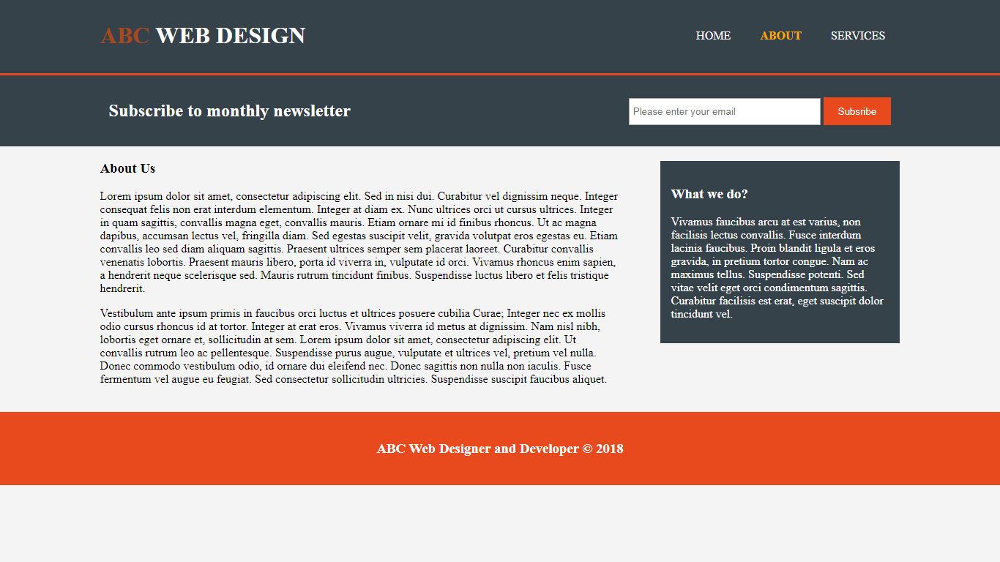 ABC WEB DESIGN
HOME ABOUT SERVICES
Subscribe to monthly newsletter
Please enter your email Subsribe
About Us
Lorem ipsum dolor sit amet, consectetur adipiscing elit. Sed in nisi dui. Curabitur vel dignissim neque. Integer
consequat felis non erat interdum elementum. Integer at diam ex. Nunc ultrices orci ut cursus ultrices. Integer
in quam sagittis, convallis magna eget, convallis mauris. Etiam ornare mi id finibus rhoncus. Ut ac magna
dapibus, accumsan lectus vel, fringilla diam. Sed egestas suscipit velit, gravida volutpat eros egestas eu. Etiam
convallis leo sed diam aliquam sagittis. Praesent ultrices semper sem placerat laoreet. Curabitur convallis
venenatis lobortis. Praesent mauris libero, porta id viverra in, vulputate id orci. Vivamus rhoncus enim sapien,
a hendrerit neque scelerisque sed. Mauris rutrum tincidunt finibus. Suspendisse luctus libero et felis tristique
hendrerit.
Vestibulum ante ipsum primis in faucibus orci luctus et ultrices posuere cubilia Curae; Integer nec ex mollis
odio cursus rhoncus id at tortor. Integer at erat eros. Vivamus viverra id metus at dignissim. Nam nisl nibh,
lobortis eget ornare et, sollicitudin at sem. Lorem ipsum dolor sit amet, consectetur adipiscing elit. Ut
convallis rutrum leo ac pellentesque. Suspendisse purus augue, vulputate et ultrices vel, pretium vel nulla.
Donec commodo vestibulum odio, id ornare dui eleifend nec. Donec sagittis non nulla non iaculis. Fusce
fermentum vel augue eu feugiat. Sed consectetur sollicitudin ultricies. Suspendisse suscipit faucibus aliquet.
What we do?
Vivamus faucibus arcu at est varius, non
facilisis lectus convallis. Fusce interdum
lacinia faucibus. Proin blandit ligula et eros
gravida, in pretium tortor congue. Nam ac
maximus tellus. Suspendisse potenti. Sed
vitae velit eget orci condimentum sagittis.
Curabitur facilisis est erat, eget suscipit dolor
tincidunt vel.
ABC Web Designer and Developer © 2018